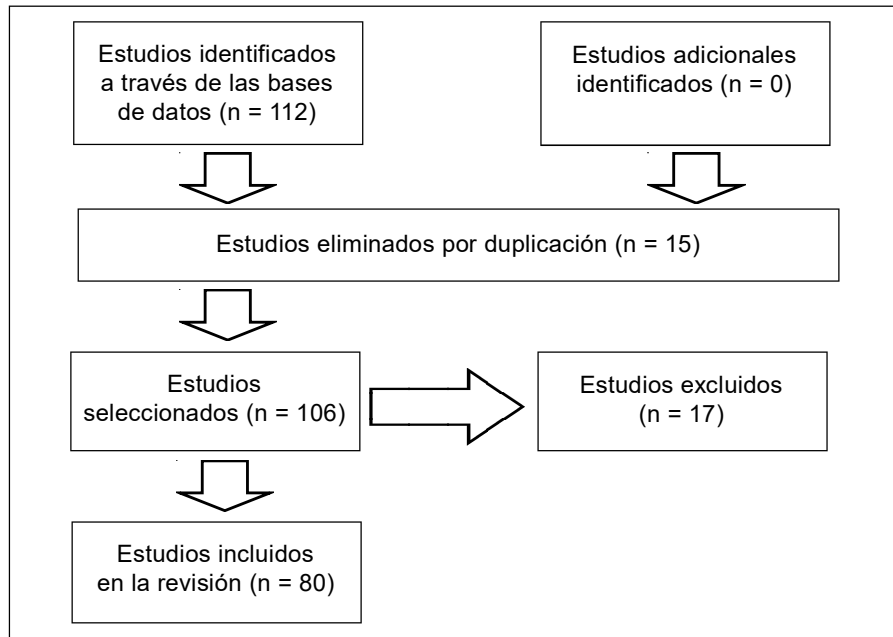 Estudios identificados
a través de las bases
de datos (n = 112)
Estudios adicionales
identificados (n = 0)
Estudios eliminados por duplicación (n = 15)
Estudios
seleccionados (n = 106)
Estudios excluidos
(n = 17)
Estudios incluidos
en la revisión (n = 80)